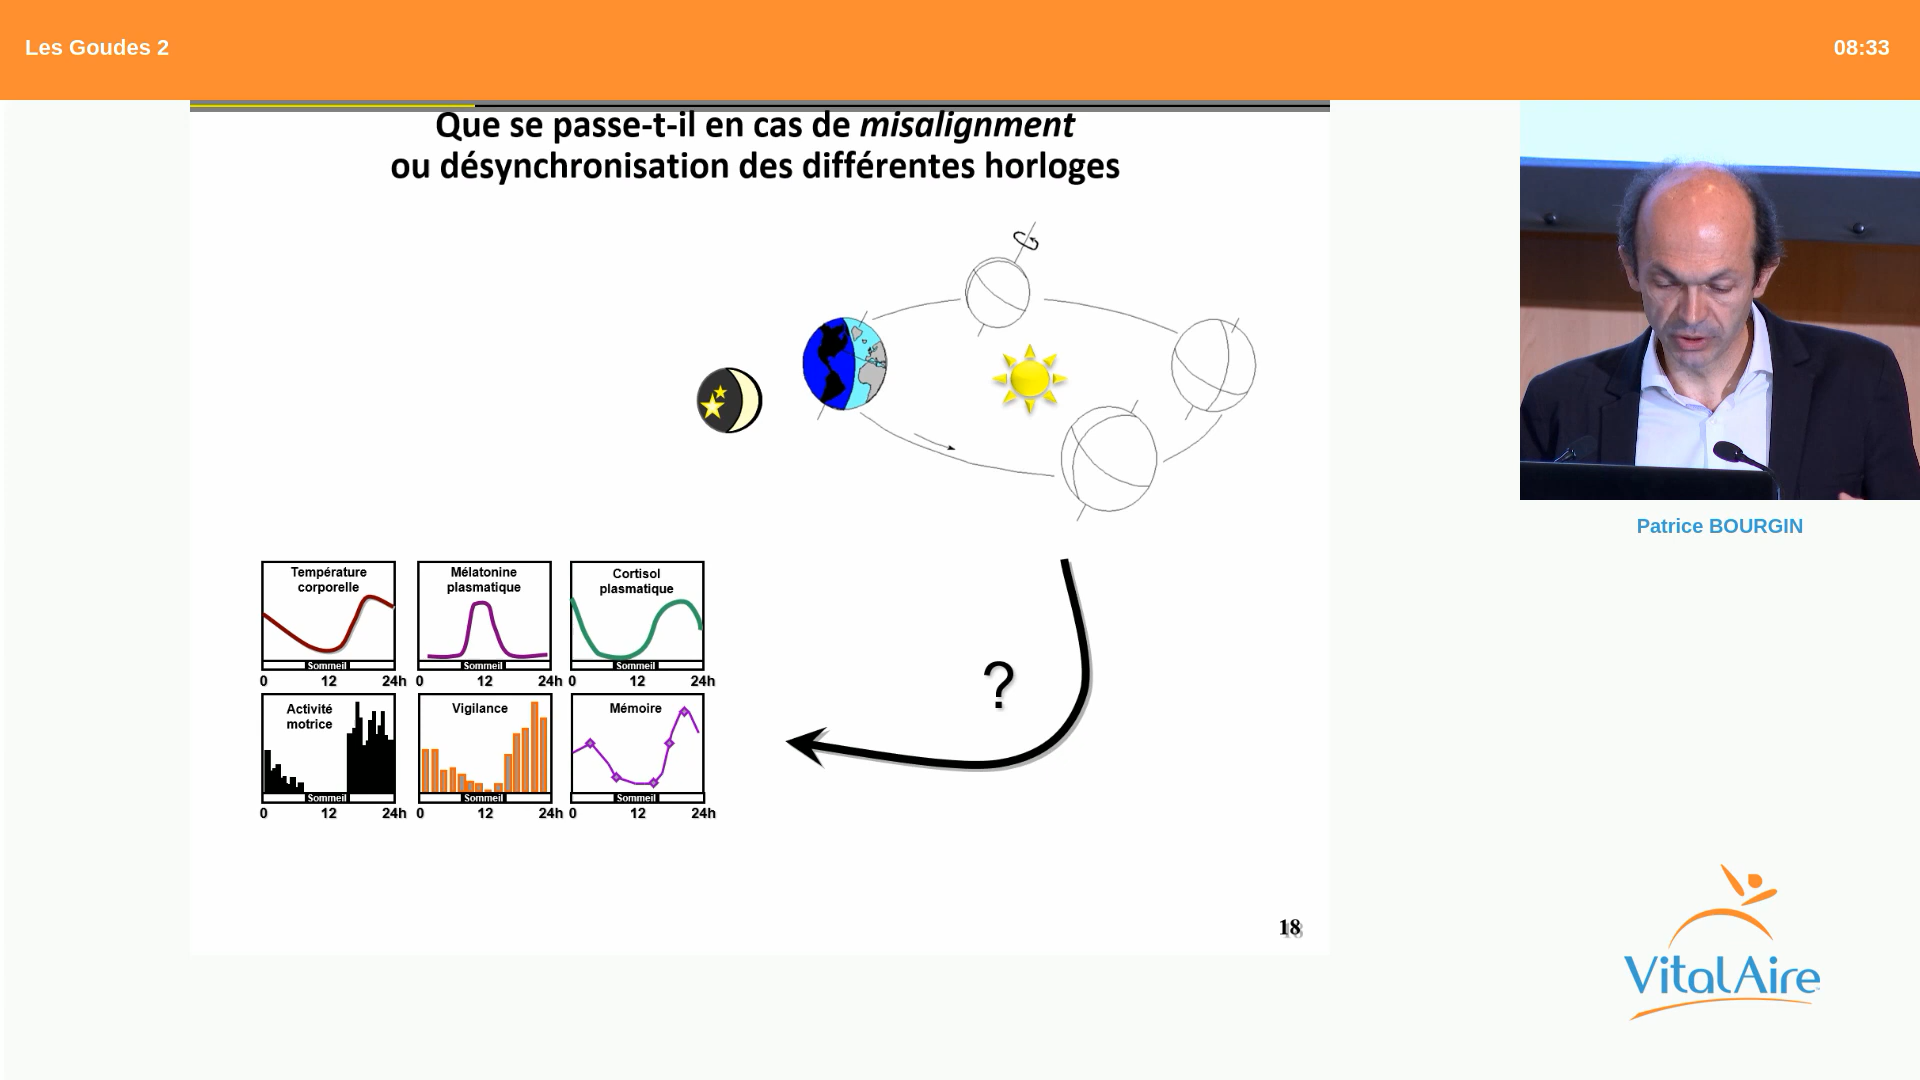 Les Goudes 2
08:33
Que se passe-t-il en cas de misalignment
ou désynchronisation des différentes horloges
Patrice BOURGIN
Température
corporelle
Sommeil
0 12 24h
Mélatonine
plasmatique
Sommeil
0 12 24h
Cortisol
plasmatique
Sommeil
0 12 24h
Activité
motrice
Sommeil
0 12 24h
Vigilance
Sommeil
0 12 24h
Mémoire
Sommeil
0 12 24h
?
18
VitalAire